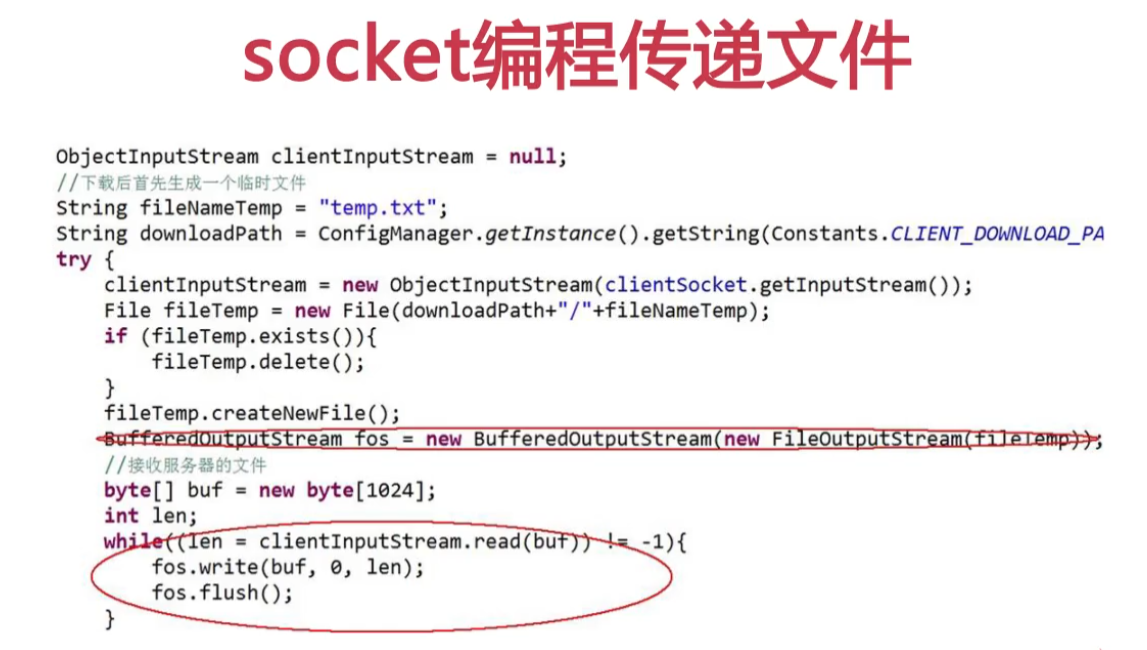 socket编程传递文件
ObjectInputStream clientInputStream = null;
//下载后首先生成一个临时文件
String fileNameTemp = "temp.txt";
String downloadPath = ConfigManager.getInstance().getString(Constants.CLIENT_DOWNLOAD_PA
try {
clientInputStream = new ObjectInputStream(clientSocket.getInputStream());
File fileTemp = new File(downloadPath+"/"+fileNameTemp);
if (fileTemp.exists()){
fileTemp.delete();
}
fileTemp.createNewFile();
BufferedOutputStream fos = new BufferedOutputStream(new FileOutputStream(fileTemp));
//接收服务器的文件
byte[] buf = new byte[1024];
int len;
while((len = clientInputStream.read(buf)) != -1){
fos.write(buf, 0, len);
fos.flush();
}